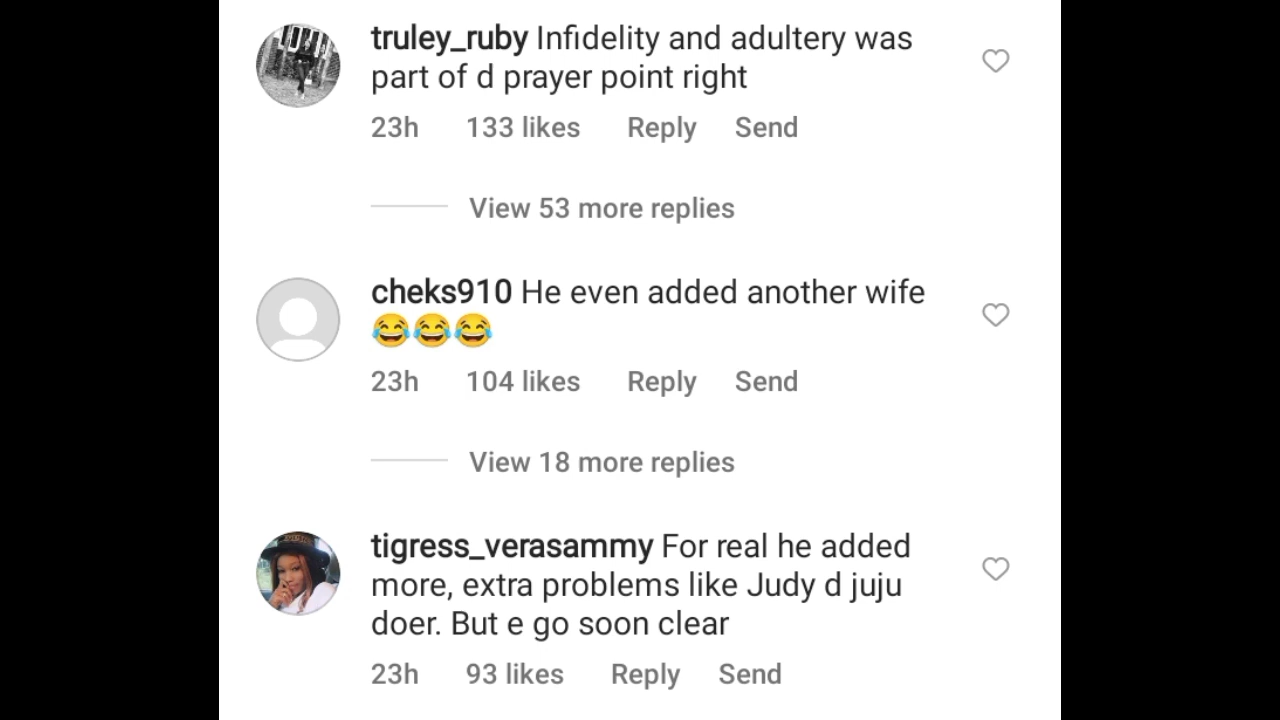 truley_ruby Infidelity and adultery was
part of d prayer point right
23h 133 likes Reply Send
View 53 more replies
cheks910 He even added another wife
😂😂😂
23h 104 likes Reply Send
View 18 more replies
tigress_verasammy For real he added
more, extra problems like Judy d juju
doer. But e go soon clear
23h 93 likes Reply Send